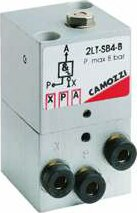 2LT-SB4-B
P. max 8 bar
A
&
P X
X P A
CAMOZZI